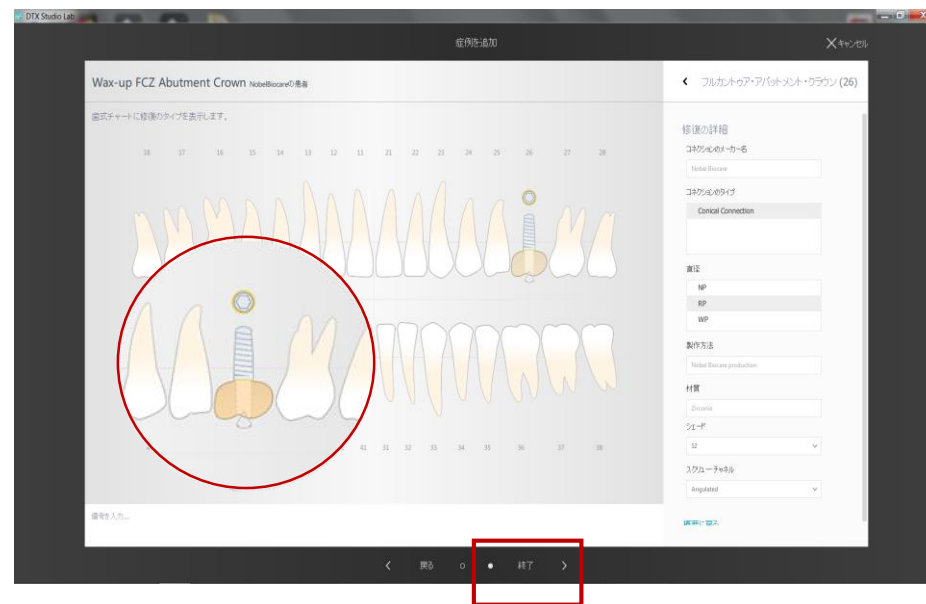 DTX Studio Lab
症例を追加
キャンセル
Wax-up FCZ Abutment Crown NobelBiocareの患者
フルカントゥア・アバットメント・クラウン (26)
歯式チャートに修復のタイプを表示します。
18 17 16 15 14 13 12 11 21 22 23 24 25 26 27 28
41 31 32 33 34 35 36 37 38
備考を入力...
修復の詳細
コネクションのメーカー名
Nobel Biocare
コネクションのタイプ
Conical Connection
直径
NP
RP
WP
製作方法
Nobel Biocare production
材質
Zirconia
シェード
スクリューチャネル
Angulated
戻る
終了